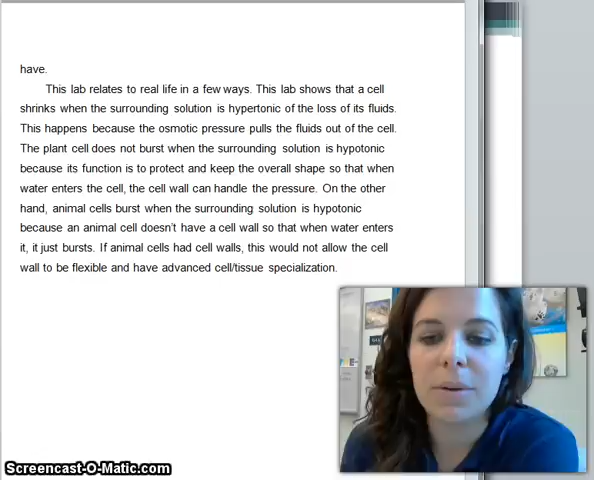 have.
This lab relates to real life in a few ways. This lab shows that a cell
shrinks when the surrounding solution is hypertonic of the loss of its fluids.
This happens because the osmotic pressure pulls the fluids out of the cell.
The plant cell does not burst when the surrounding solution is hypotonic
because its function is to protect and keep the overall shape so that when
water enters the cell, the cell wall can handle the pressure. On the other
hand, animal cells burst when the surrounding solution is hypotonic
because an animal cell doesn't have a cell wall so that when water enters
it, it just bursts. If animal cells had cell walls, this would not allow the cell
wall to be flexible and have advanced cell/tissue specialization.
Screencast-O-Matic.com